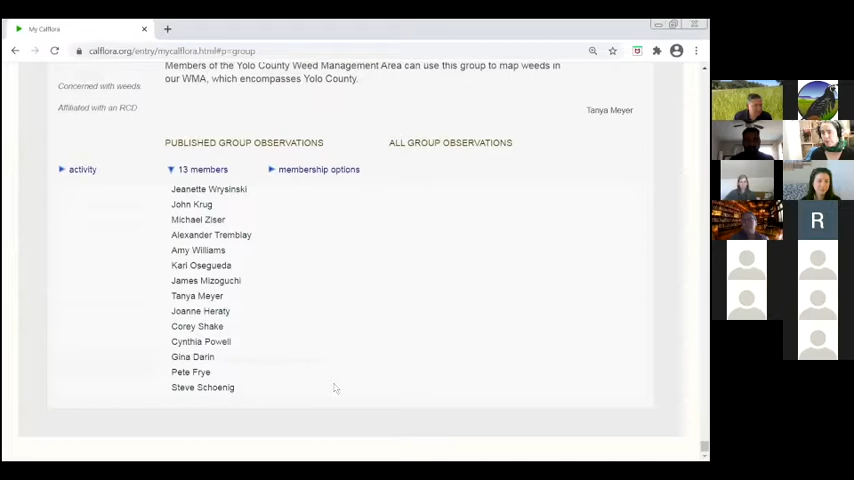 My Calflora
calflora.org/entry/mycalflora.html#p=group
Members of the Yolo County Weed Management Area can use this group to map weeds in
our WMA, which encompasses Yolo County.
Concerned with weeds
Affiliated with an RCD
Tanya Meyer
PUBLISHED GROUP OBSERVATIONS ALL GROUP OBSERVATIONS
activity 13 members membership options
Jeanette Wrysinski
John Krug
Michael Ziser
Alexander Tremblay
Amy Williams
Kari Osegueda
James Mizoguchi
Tanya Meyer
Joanne Heraty
Corey Shake
Cynthia Powell
Gina Darin
Pete Frye
Steve Schoenig
R